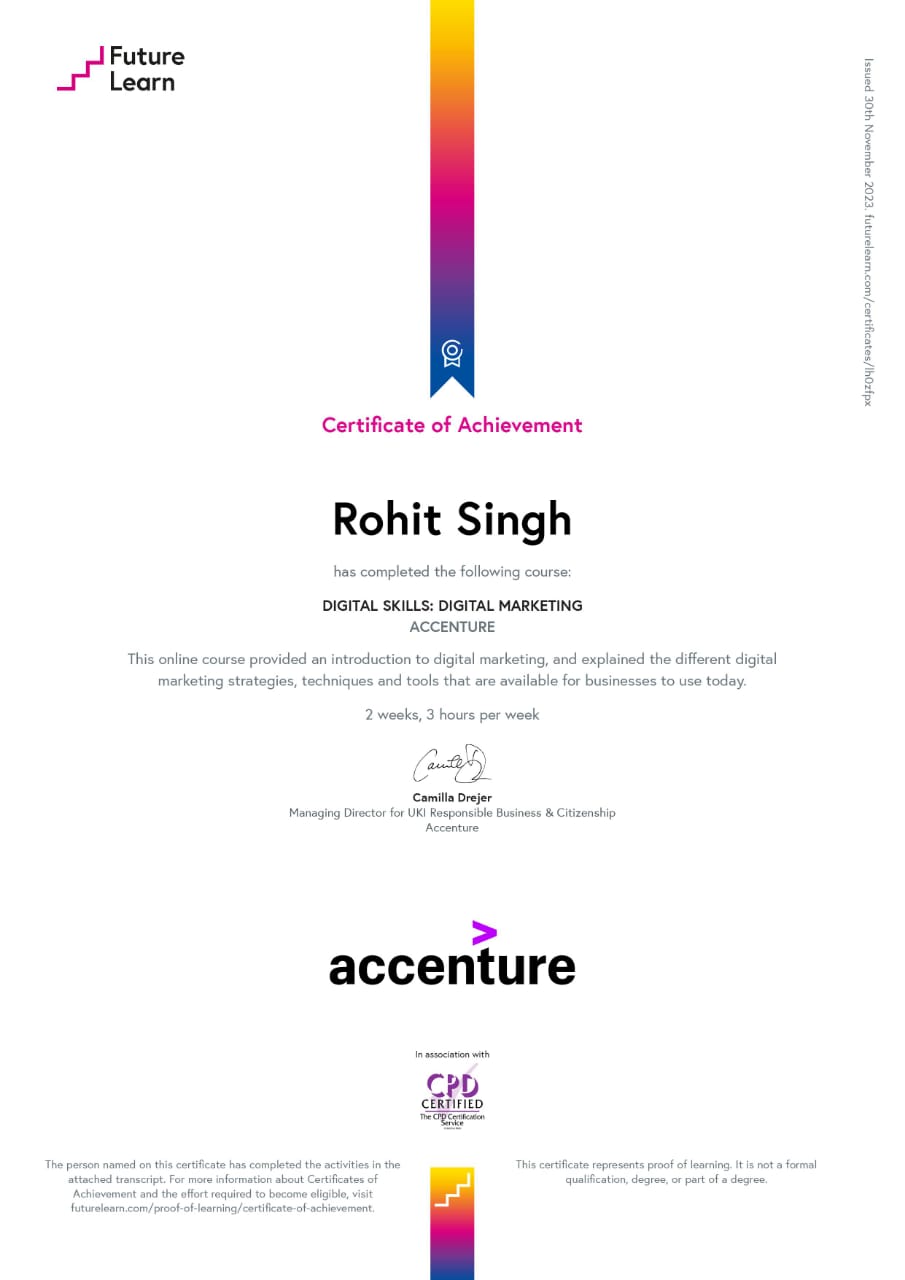 Future
Learn
Issued 30th November 2023. futurelearn.com/certificates/lh0zfpx
Certificate of Achievement
Rohit Singh
has completed the following course:
DIGITAL SKILLS: DIGITAL MARKETING
ACCENTURE
This online course provided an introduction to digital marketing, and explained the different digital
marketing strategies, techniques and tools that are available for businesses to use today.
2 weeks, 3 hours per week
Camilla Drejer
Managing Director for UKI Responsible Business & Citizenship
Accenture
>
accenture
In association with
CPD
CERTIFIED
The CPD Certification
Service
The person named on this certificate has completed the activities in the
attached transcript. For more information about Certificates of
Achievement and the effort required to become eligible, visit
futurelearn.com/proof-of-learning/certificate-of-achievement.
This certificate represents proof of learning. It is not a formal
qualification, degree, or part of a degree.